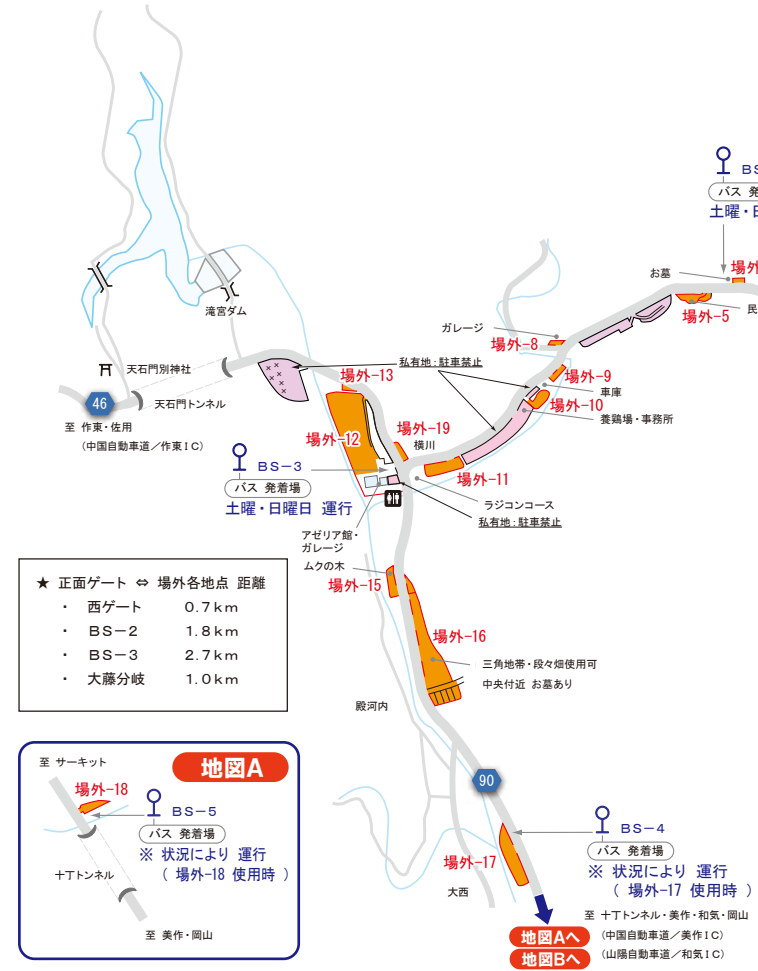 BS
バス 発
土曜・日
お墓
場外
場外-5
民
滝宮ダム
ガレージ
場外-8
天石門別神社
私有地：駐車禁止
場外-13
場外-9
車庫
46
天石門トンネル
場外-10
至 作東・佐用
（中国自動車道／作東IC）
場外-12
場外-19
横川
養鶏場・事務所
BS－3
バス 発着場
土曜・日曜日 運行
場外-11
ラジコンコース
私有地：駐車禁止
アゼリア館・
ガレージ
ムクの木
場外-15
★ 正面ゲート ⇔ 場外各地点 距離
・ 西ゲート 0.7km
・ BS－2 1.8km
・ BS－3 2.7km
・ 大藤分岐 1.0km
場外-16
三角地帯・段々畑使用可
中央付近 お墓あり
殿河内
90
地図A
至 サーキット
場外-18
BS－5
バス 発着場
※ 状況により 運行
（ 場外-18 使用時 ）
十丁トンネル
至 美作・岡山
BS－4
バス 発着場
※ 状況により 運行
（ 場外-17 使用時 ）
場外-17
大西
至 十丁トンネル・美作・和気・岡山
地図Aへ
（中国自動車道／美作IC）
地図Bへ
（山陽自動車道／和気IC）